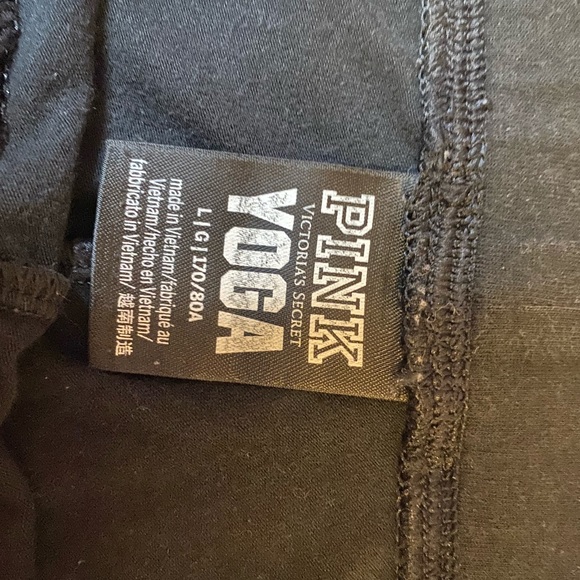 PINK
VICTORIA'S SECRET
YOGA
L | G | 170/80A
made in Vietnam/fabriqué au
Vietnam/hecho en Vietnam/
fabbricato in Vietnam/ 越南制造